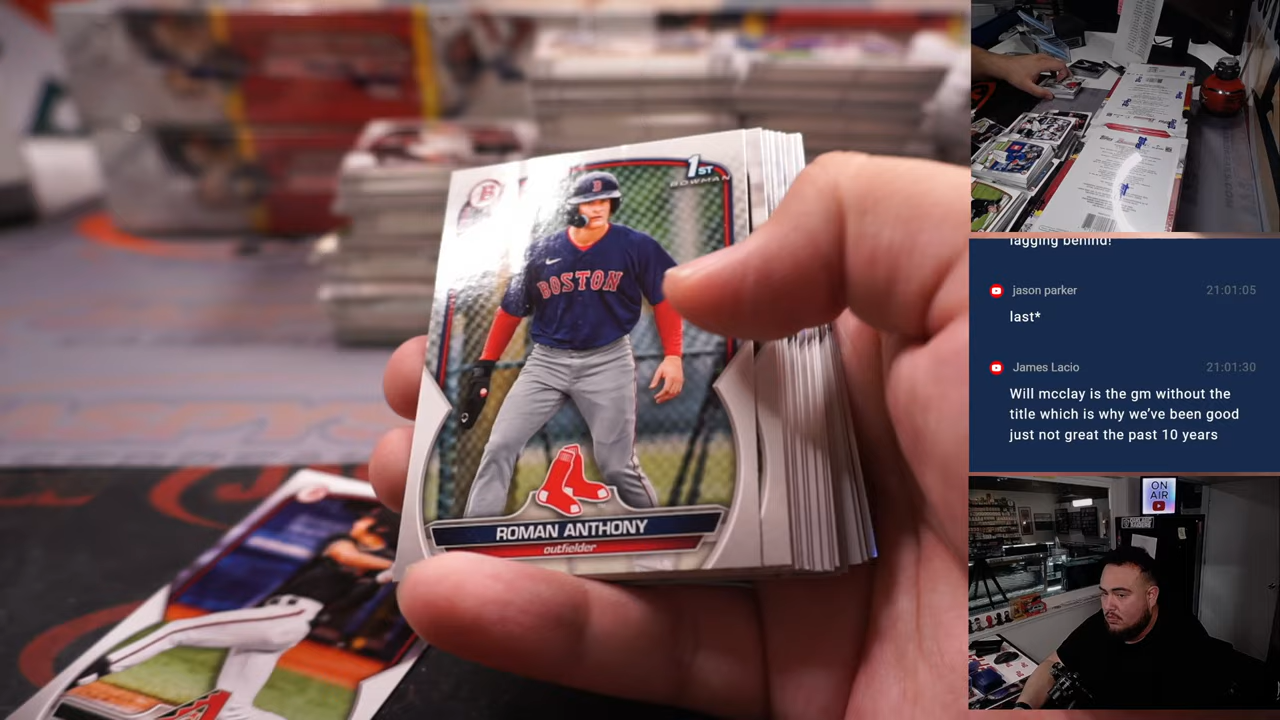 1ST
BOWMAN
B
B
BOSTON
ROMAN ANTHONY
outfielder
lagging behind!
jason parker 21:01:05
last*
James Lacio 21:01:30
Will mcclay is the gm without the
title which is why we've been good
just not great the past 10 years
ON
AIR